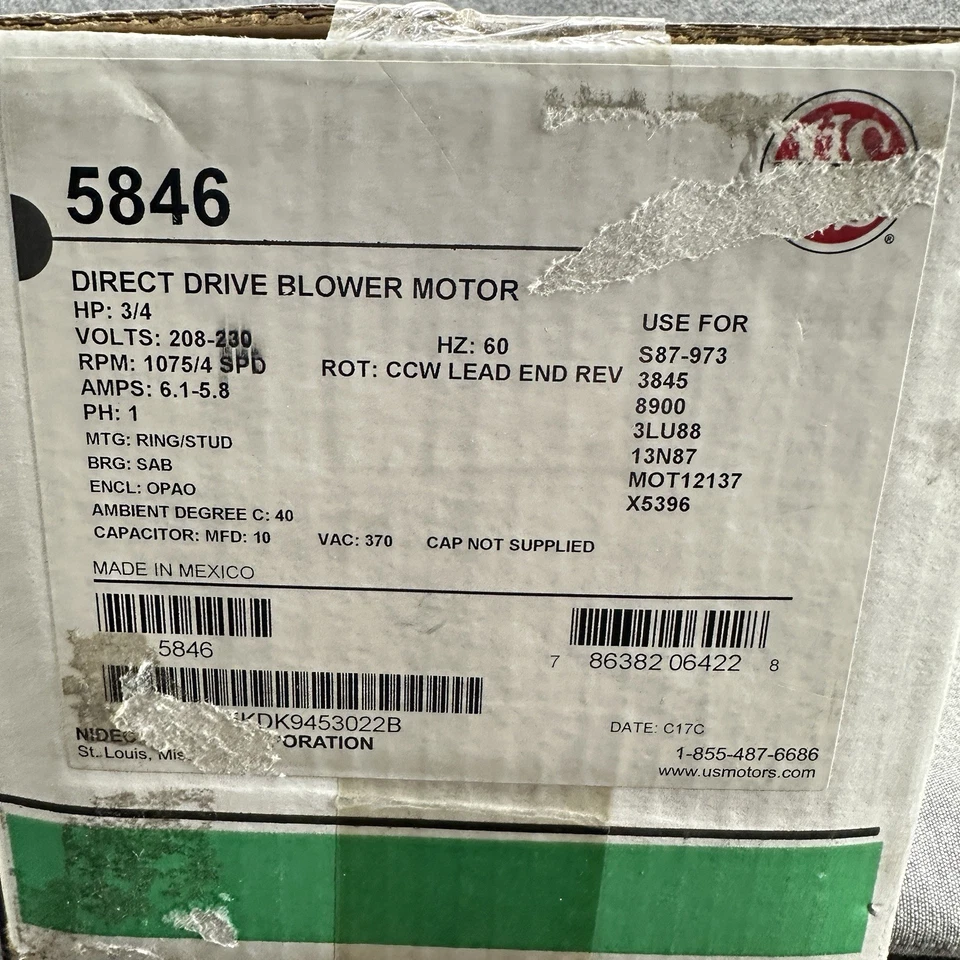 US
®
5846
DIRECT DRIVE BLOWER MOTOR
HP: 3/4
VOLTS: 208-230
HZ: 60
RPM: 1075/4 SPD
ROT: CCW LEAD END REV
AMPS: 6.1-5.8
PH: 1
MTG: RING/STUD
BRG: SAB
ENCL: OPAO
AMBIENT DEGREE C: 40
CAPACITOR: MFD: 10 VAC: 370 CAP NOT SUPPLIED
USE FOR
S87-973
3845
8900
3LU88
13N87
MOT12137
X5396
MADE IN MEXICO
5846
7 86382 06422 8
KDK9453022B
DATE: C17C
St. Louis,
1-855-487-6686
www.usmotors.com